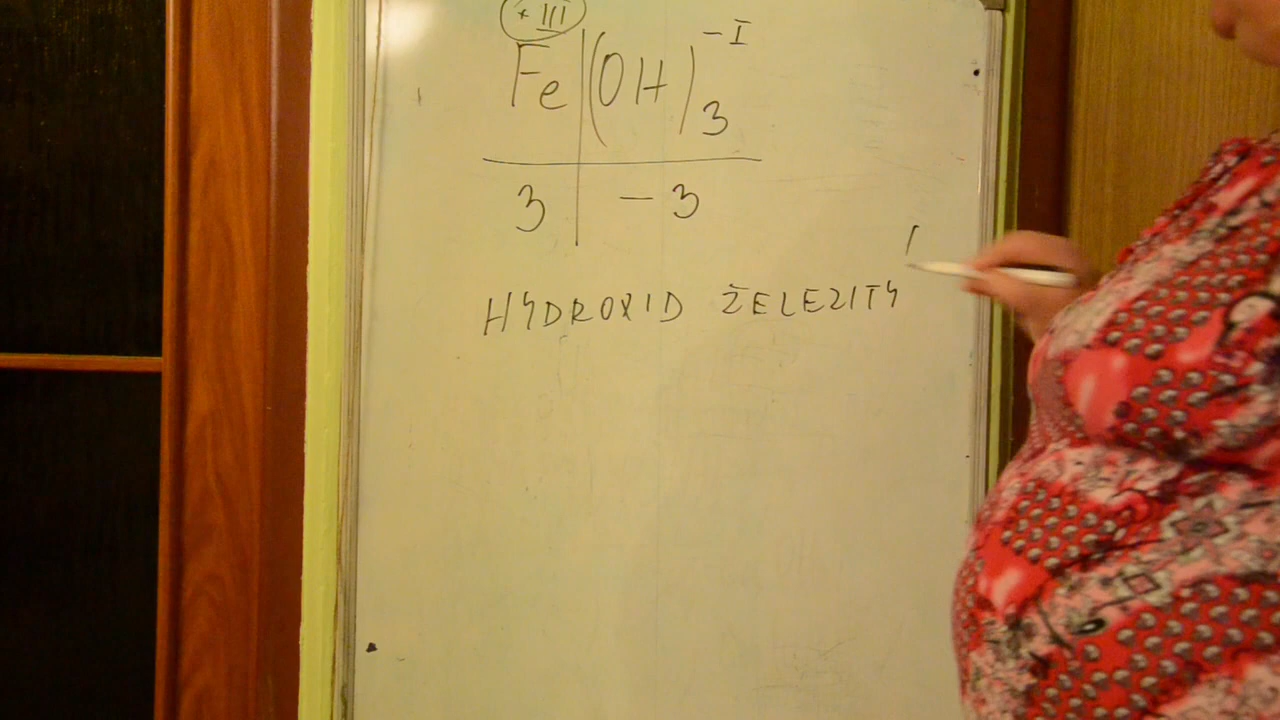 +III
Fe (OH)₃ -I
3 -3
HYDROXID ŽELEZITÝ